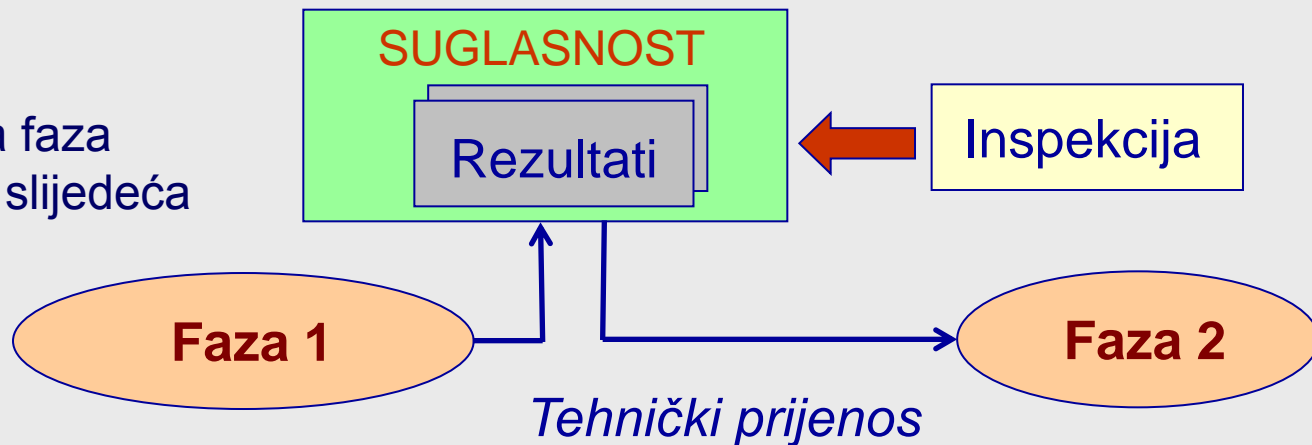 SUGLASNOST
faza
slijedeća
Rezultati
Inspekcija
Faza 1
Faza 2
Tehnički prijenos